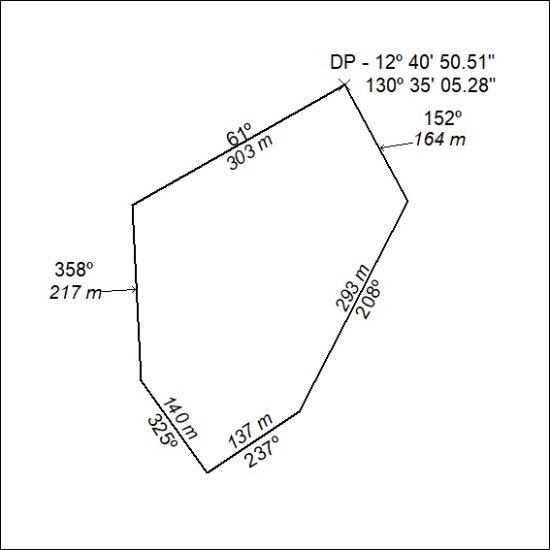 DP - 12º 40' 50.51"
130º 35' 05.28"
152º
164 m
61º
303 m
358º
217 m
293 m
208º
140 m
325º
137 m
237º